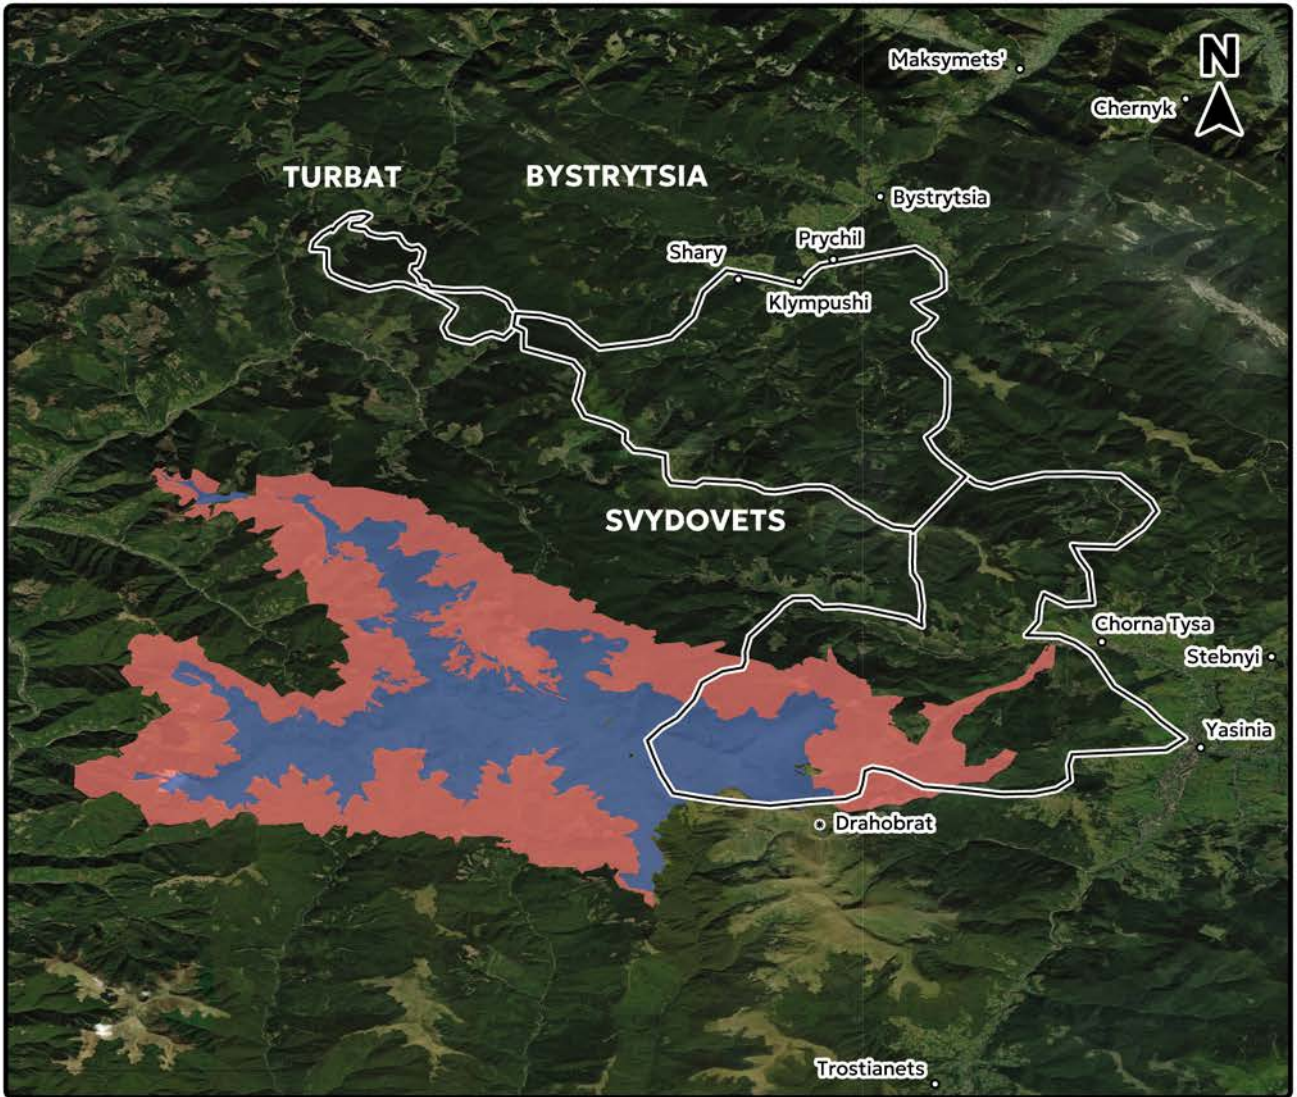 N
Maksymets'
Chernyk
TURBAT
BYSTRYTSIA
Bystrytsia
Prychil
Shary
Klympushi
SVYDOVETS
Chorna Tysa
Stebnyi
Yasinia
Drahobrat
Trostianets